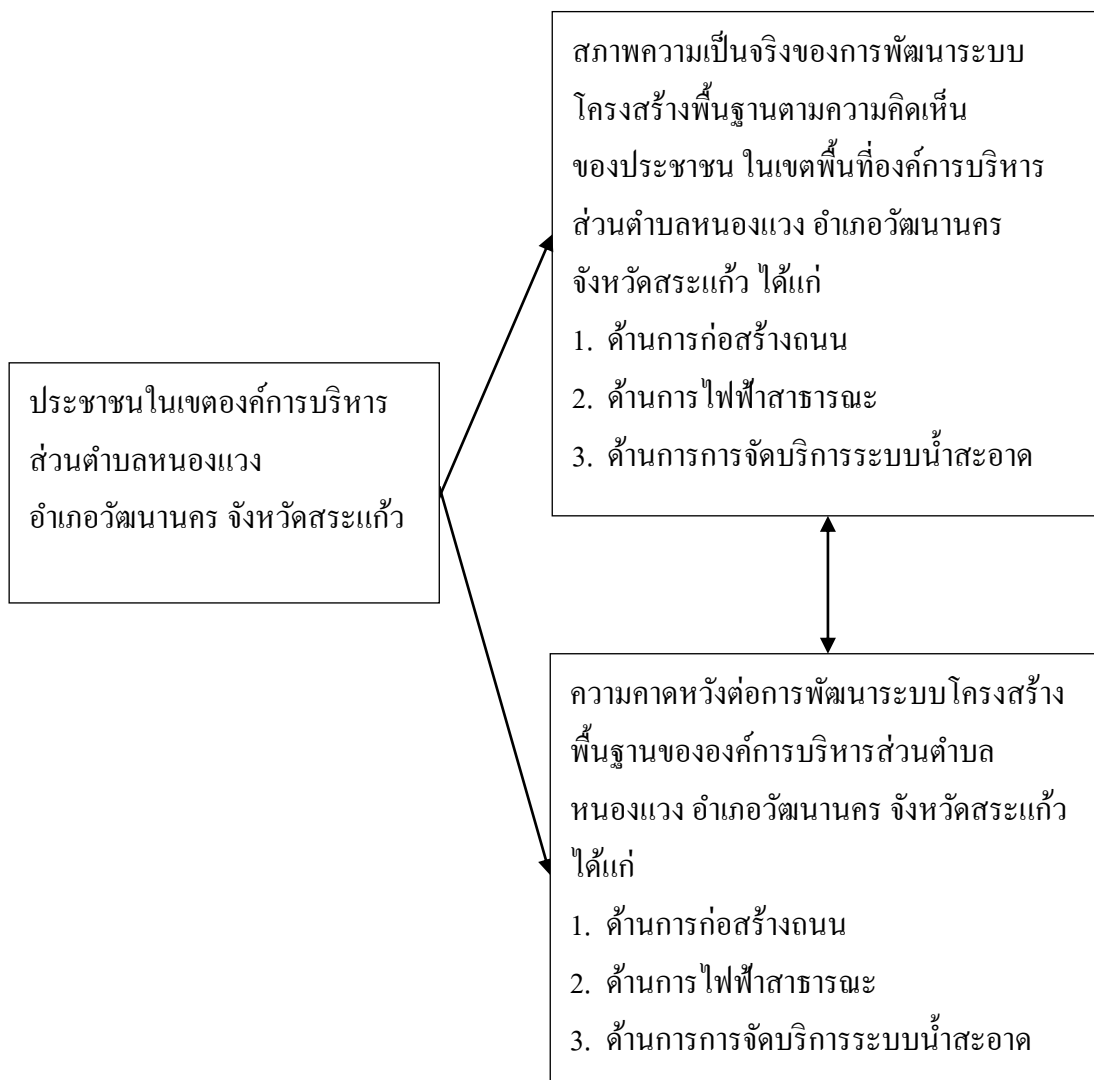 สภาพความเป็นจริงของการพัฒนาระบบ
โครงสร้างพื้นฐานตามความคิดเห็น
ของประชาชน ในเขตพื้นที่องค์การบริหาร
ส่วนตำบลหนองแวง อำเภอวัฒนานคร
จังหวัดสระแก้ว ได้แก่
1. ด้านการก่อสร้างถนน
2. ด้านการไฟฟ้าสาธารณะ
3. ด้านการการจัดบริการระบบน้ำสะอาด
ประชาชนในเขตองค์การบริหาร
ส่วนตำบลหนองแวง
อำเภอวัฒนานคร จังหวัดสระแก้ว
ความคาดหวังต่อการพัฒนาระบบโครงสร้าง
พื้นฐานขององค์การบริหารส่วนตำบล
หนองแวง อำเภอวัฒนานคร จังหวัดสระแก้ว
ได้แก่
1. ด้านการก่อสร้างถนน
2. ด้านการไฟฟ้าสาธารณะ
3. ด้านการการจัดบริการระบบน้ำสะอาด